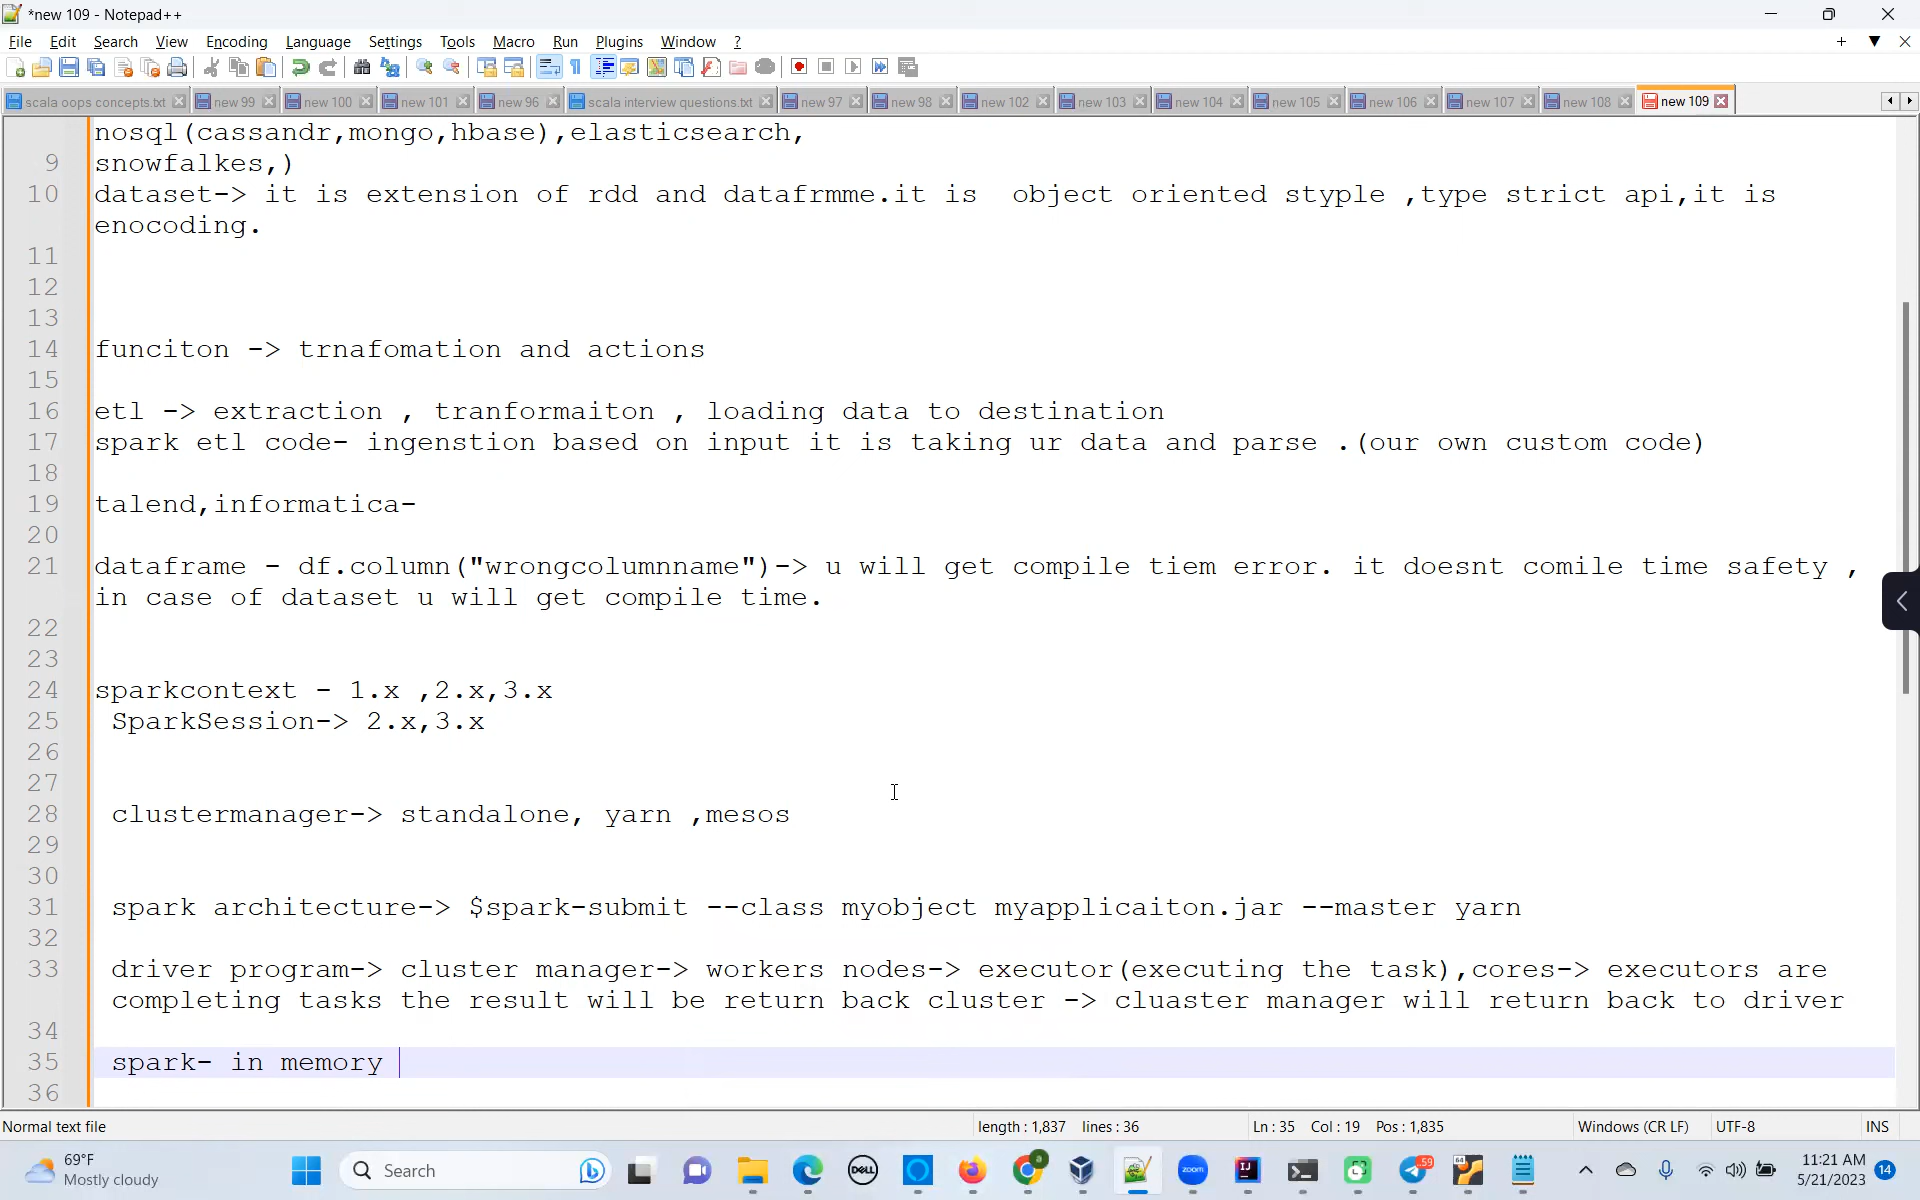 *new 109 - Notepad++
File Edit Search View Encoding Language Settings Tools Macro Run Plugins Window ?
scala oops concepts.txt new 99 new 100 new 101 new 96 scala interview questions.txt new 97 new 98 new 102 new 103 new 104 new 105 new 106 new 107 new 108 new 109
nosql(cassandr,mongo,hbase),elasticsearch,
9 snowfalkes,)
10 dataset-> it is extension of rdd and datafrmme.it is  object oriented styple ,type strict api,it is
enocoding.
11
12
13
14 funciton -> trnafomation and actions
15
16 etl -> extraction , tranformaiton , loading data to destination
17 spark etl code- ingenstion based on input it is taking ur data and parse .(our own custom code)
18
19 talend,informatica-
20
21 dataframe - df.column("wrongcolumnname")-> u will get compile tiem error. it doesnt comile time safety ,
in case of dataset u will get compile time.
22
23
24 sparkcontext - 1.x ,2.x,3.x
25 SparkSession-> 2.x,3.x
26
27
28 clustermanager-> standalone, yarn ,mesos
29
30
31 spark architecture-> $spark-submit --class myobject myapplicaiton.jar --master yarn
32
33 driver program-> cluster manager-> workers nodes-> executor(executing the task),cores-> executors are
completing tasks the result will be return back cluster -> cluaster manager will return back to driver
34
35 spark- in memory
36
Normal text file length : 1,837 lines : 36 Ln : 35 Col : 19 Pos : 1,835 Windows (CR LF) UTF-8 INS
69°F
Mostly cloudy
Search
DELL
zoom
IJ
59
64
11:21 AM
5/21/2023
14